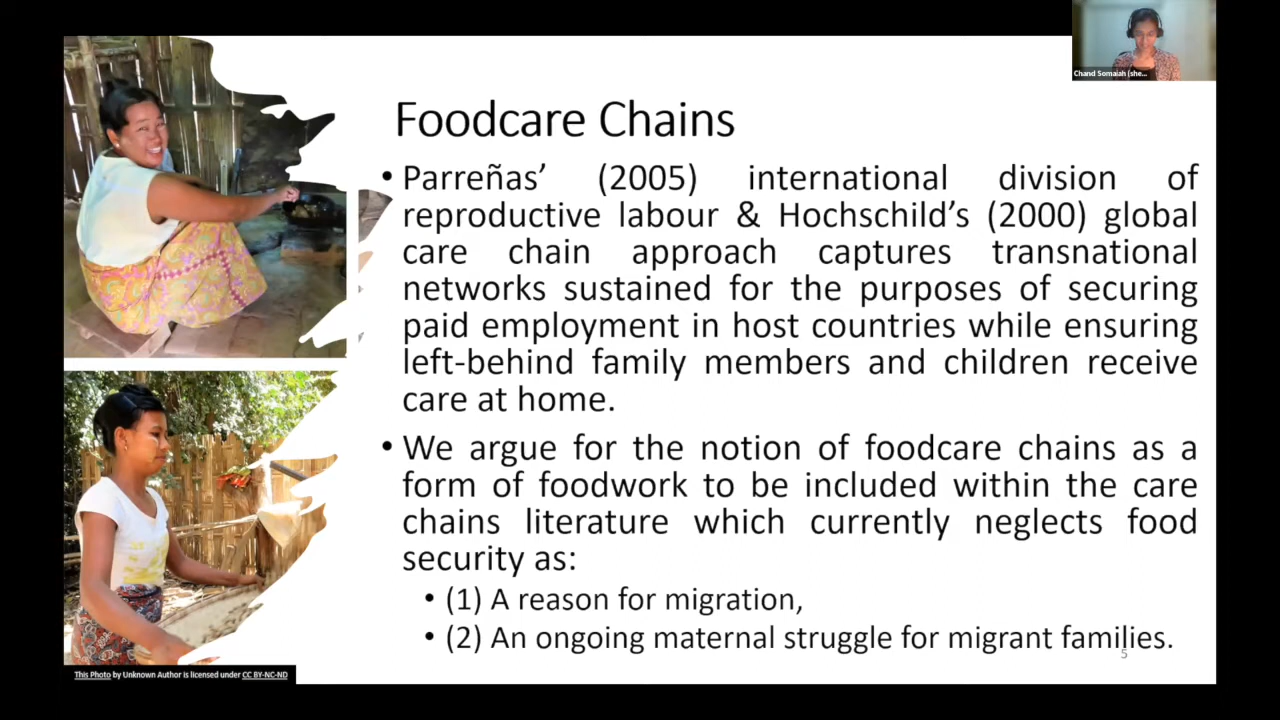 Chand Somaiah (she...
Foodcare Chains
• Parreñas’ (2005) international division of
reproductive labour & Hochschild’s (2000) global
care chain approach captures transnational
networks sustained for the purposes of securing
paid employment in host countries while ensuring
left-behind family members and children receive
care at home.
• We argue for the notion of foodcare chains as a
form of foodwork to be included within the care
chains literature which currently neglects food
security as:
• (1) A reason for migration,
• (2) An ongoing maternal struggle for migrant families.
5
This Photo by Unknown Author is licensed under CC BY-NC-ND